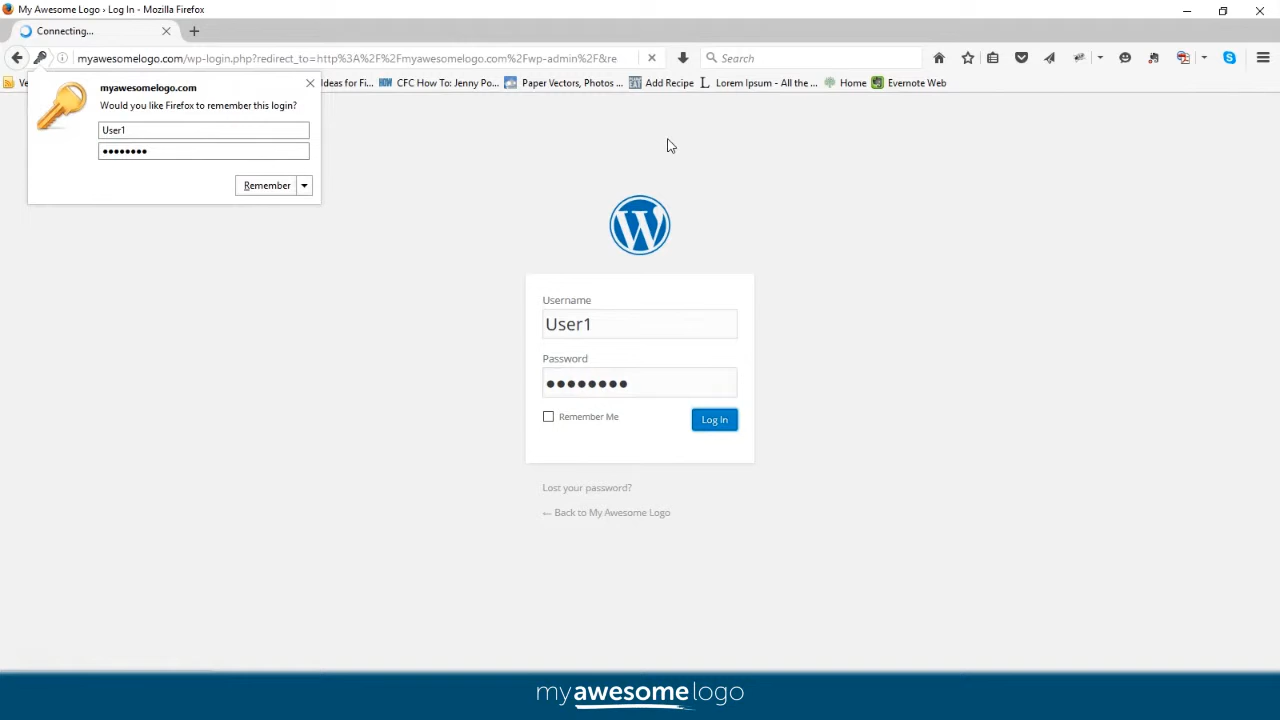 My Awesome Logo › Log In - Mozilla Firefox
Connecting...
myawesomelogo.com/wp-login.php?redirect_to=http%3A%2F%2Fmyawesomelogo.com%2Fwp-admin%2F&re
Search
Ideas for Fi...
CFC How To: Jenny Po...
Paper Vectors, Photos ...
Add Recipe
Lorem Ipsum - All the ...
Home
Evernote Web
myawesomelogo.com
Would you like Firefox to remember this login?
User1
Remember
Username
User1
Password
Remember Me
Log In
Lost your password?
← Back to My Awesome Logo
myawesomelogo